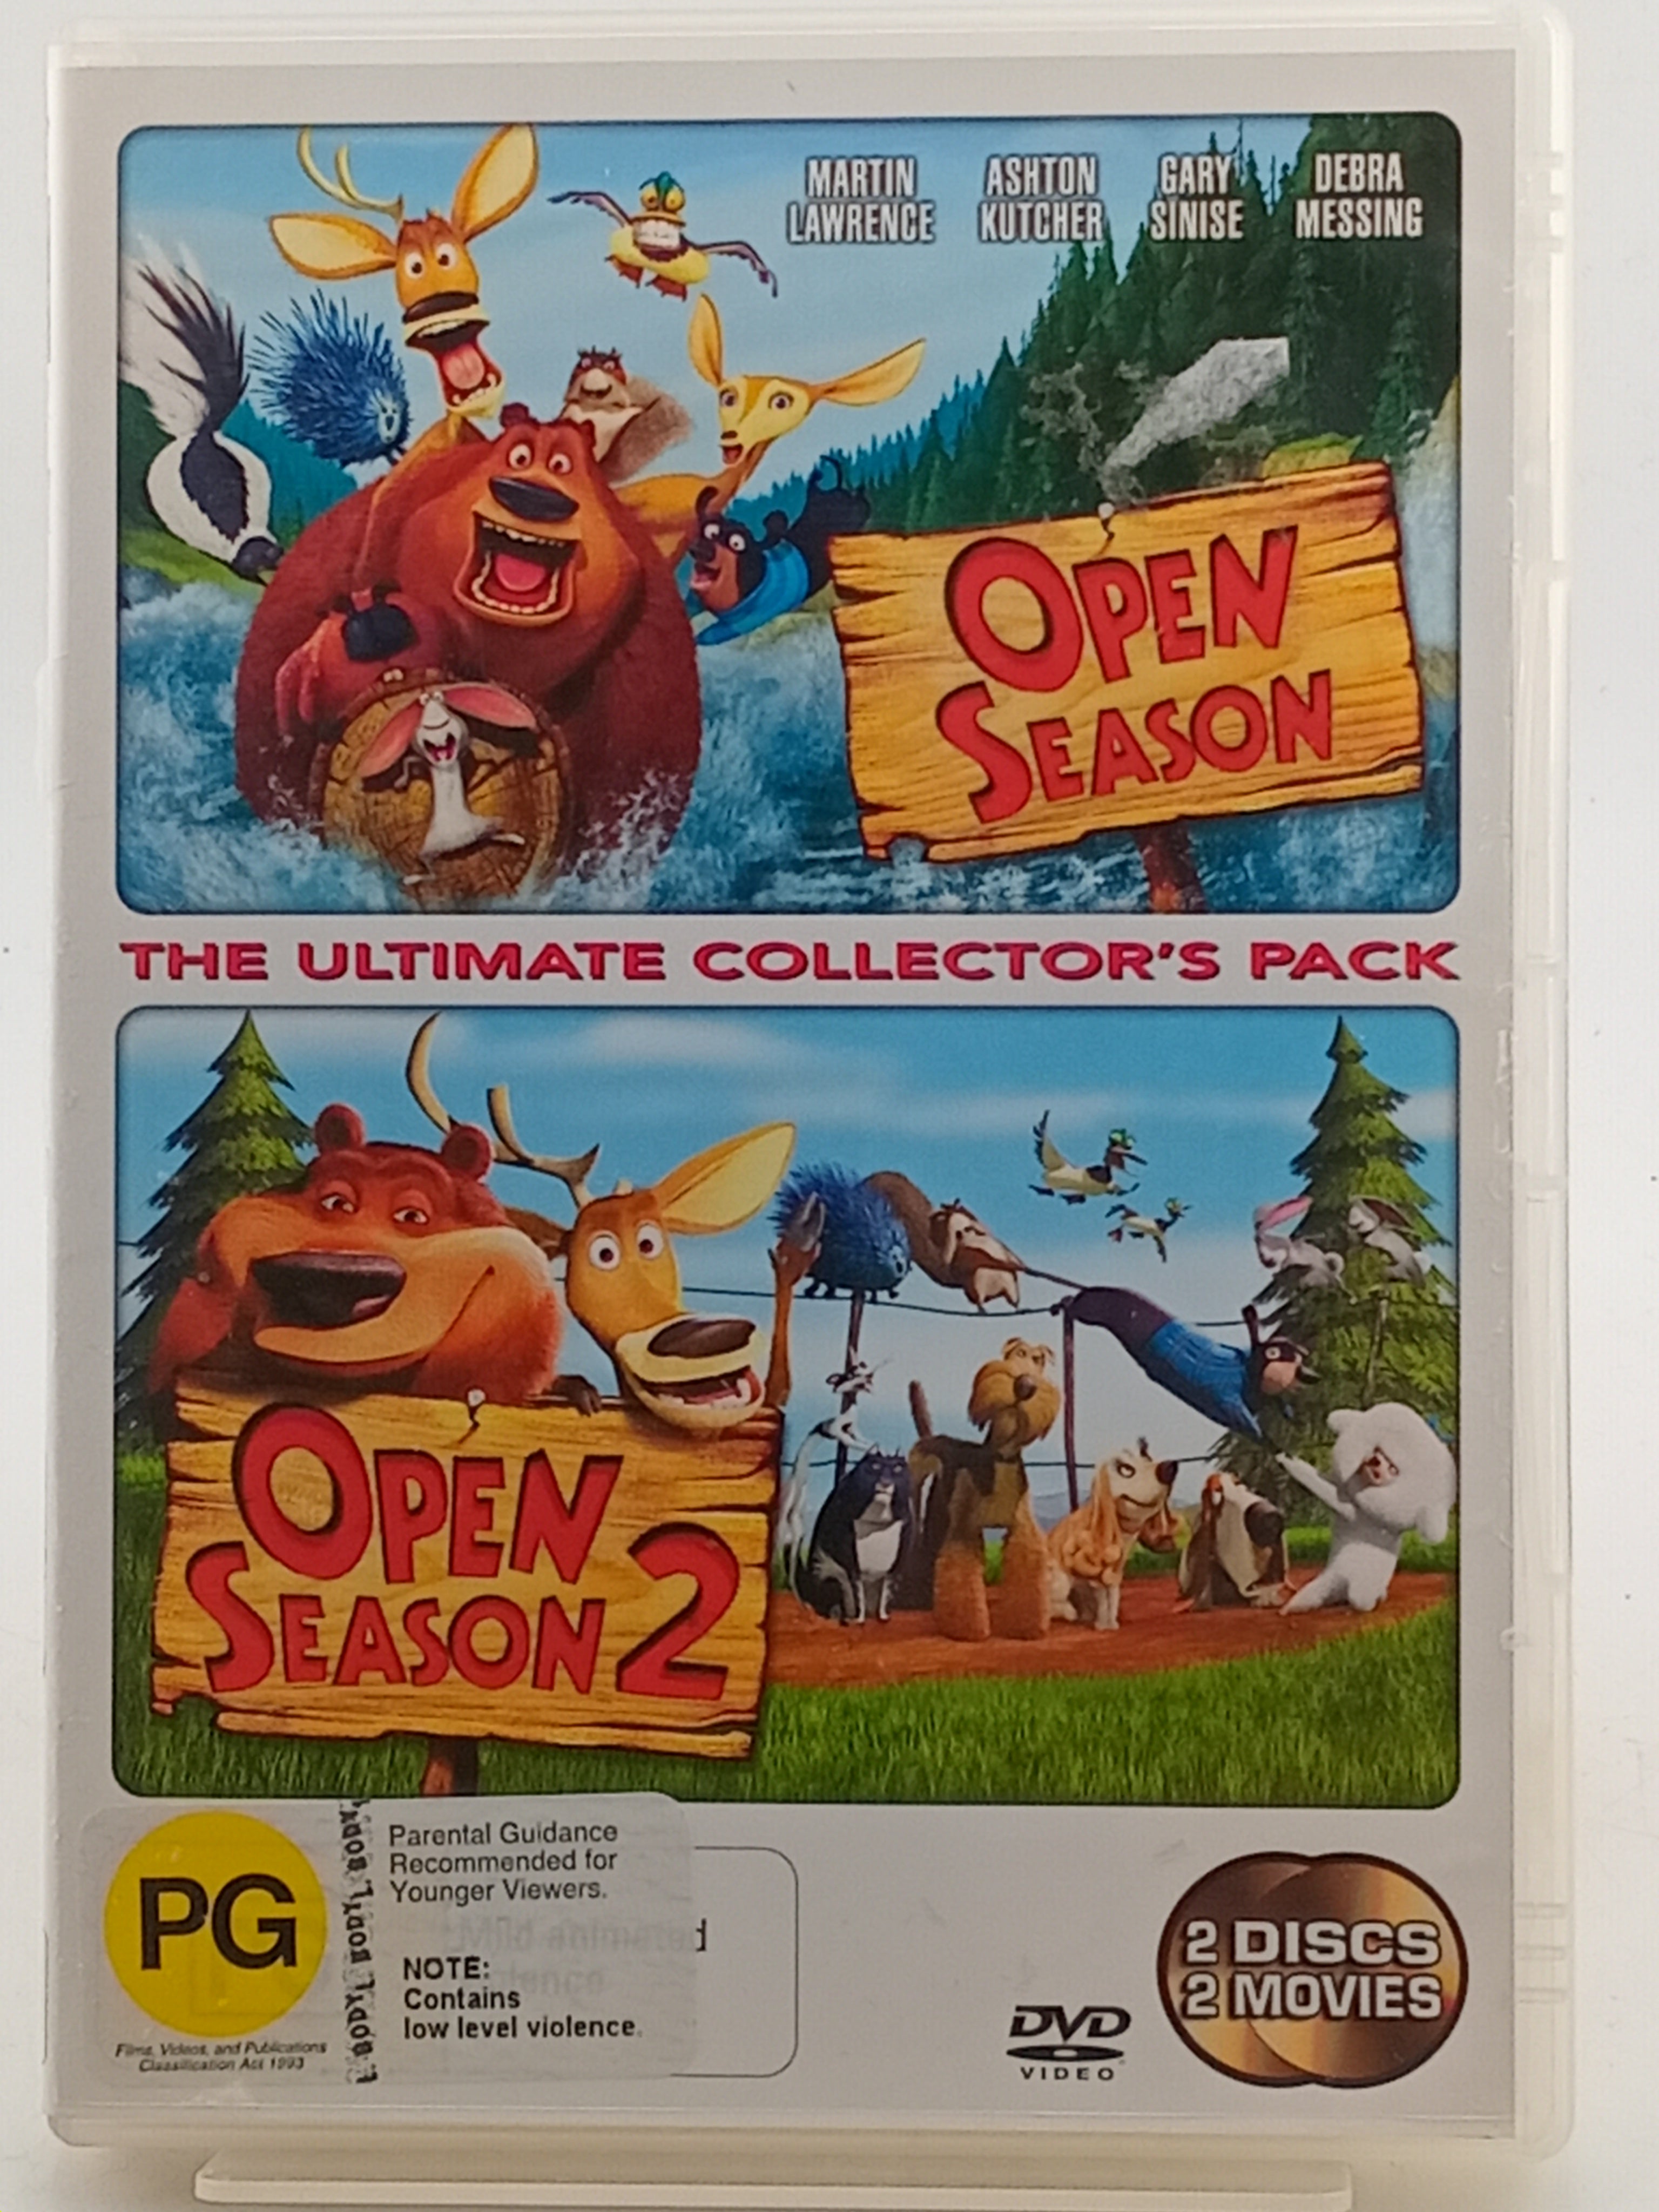 MARTIN LAWRENCE
ASHTON KUTCHER
GARY SINISE
DEBRA MESSING
OPEN
SEASON
THE ULTIMATE COLLECTOR'S PACK
OPEN
SEASON 2
PG
Films, Videos, and Publications
Classification Act 1993
Parental Guidance
Recommended for
Younger Viewers.
NOTE:
Contains
low level violence.
DVD
VIDEO
2 DISCS
2 MOVIES